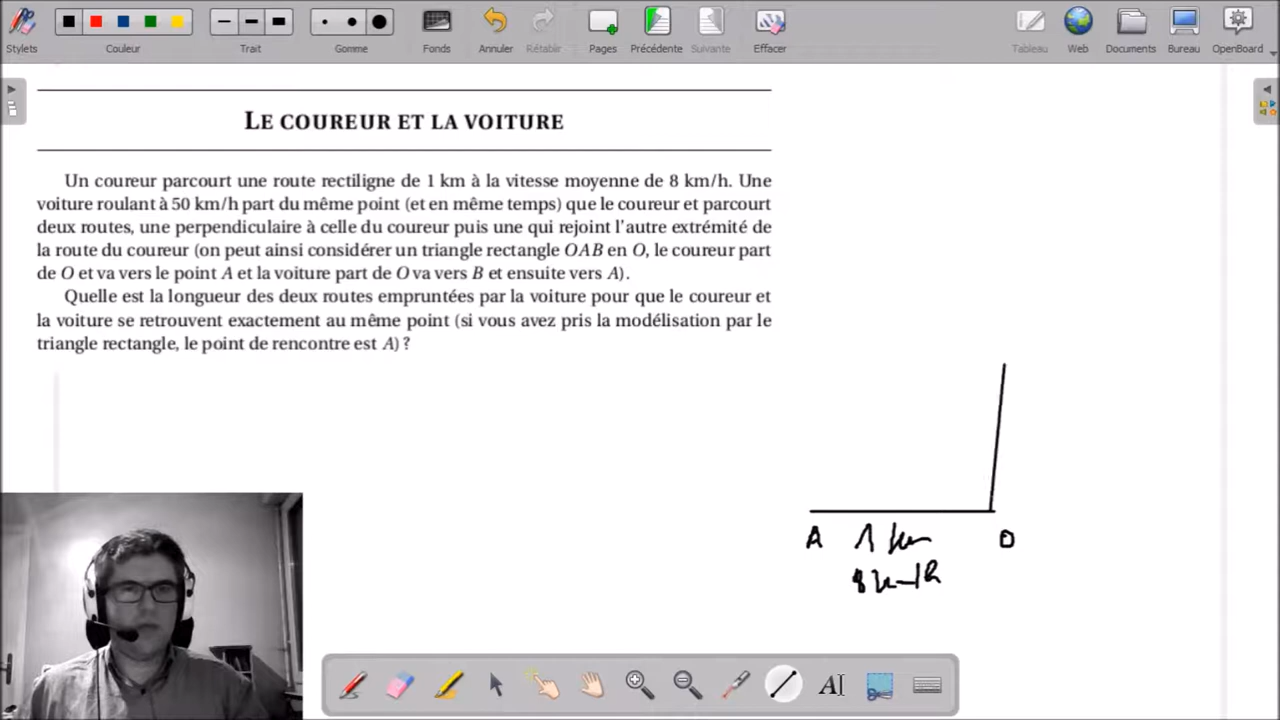 Stylets Couleur Trait Gomme Fonds Annuler Rétablir Pages Précédente Suivante Effacer Tableau Web Documents Bureau OpenBoard
LE COUREUR ET LA VOITURE
Un coureur parcourt une route rectiligne de 1 km à la vitesse moyenne de 8 km/h. Une
voiture roulant à 50 km/h part du même point (et en même temps) que le coureur et parcourt
deux routes, une perpendiculaire à celle du coureur puis une qui rejoint l'autre extrémité de
la route du coureur (on peut ainsi considérer un triangle rectangle OAB en O, le coureur part
de O et va vers le point A et la voiture part de O va vers B et ensuite vers A).
Quelle est la longueur des deux routes empruntées par la voiture pour que le coureur et
la voiture se retrouvent exactement au même point (si vous avez pris la modélisation par le
triangle rectangle, le point de rencontre est A) ?
A 1 km O
AI